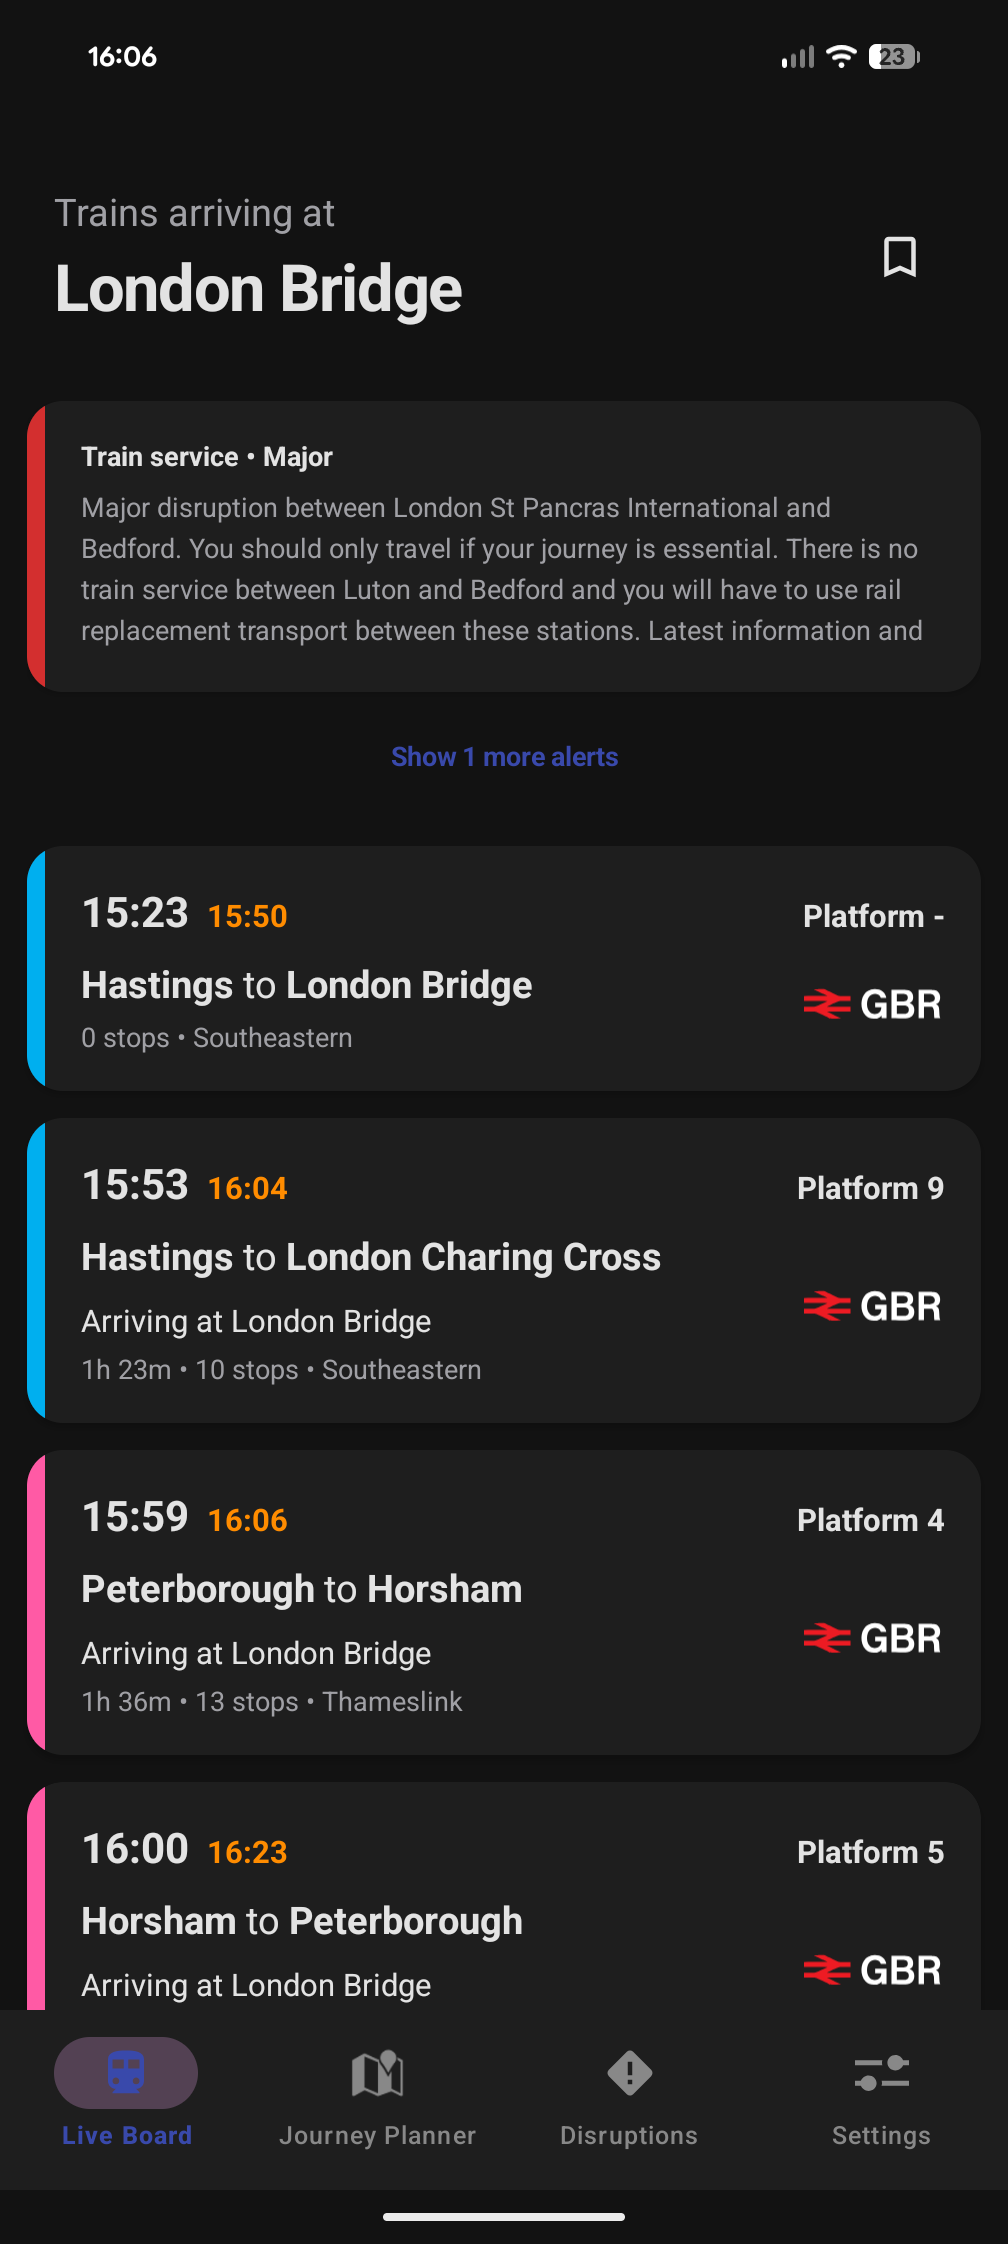 16:06
23
Trains arriving at
London Bridge
Train service • Major
Major disruption between London St Pancras International and
Bedford. You should only travel if your journey is essential. There is no
train service between Luton and Bedford and you will have to use rail
replacement transport between these stations. Latest information and
Show 1 more alerts
15:23 15:50 Platform -
Hastings to London Bridge
GBR
0 stops • Southeastern
15:53 16:04 Platform 9
Hastings to London Charing Cross
GBR
Arriving at London Bridge
1h 23m • 10 stops • Southeastern
15:59 16:06 Platform 4
Peterborough to Horsham
GBR
Arriving at London Bridge
1h 36m • 13 stops • Thameslink
16:00 16:23 Platform 5
Horsham to Peterborough
GBR
Arriving at London Bridge
Live Board Journey Planner Disruptions Settings